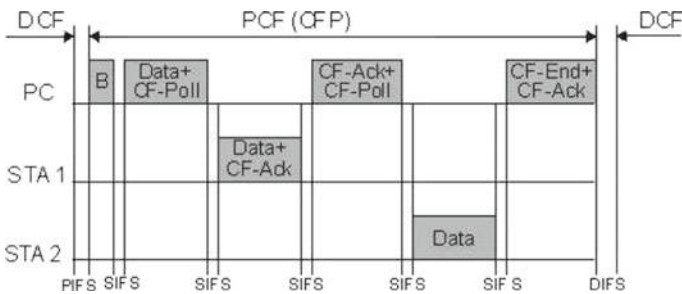 DCF PCF (CFP) DCF
PC B Data+ CF-Poll CF-Ack+ CF-Poll CF-End+ CF-Ack
STA 1 Data+ CF-Ack
STA 2 Data
PIFS SIFS SIFS SIFS SIFS SIFS DIFS